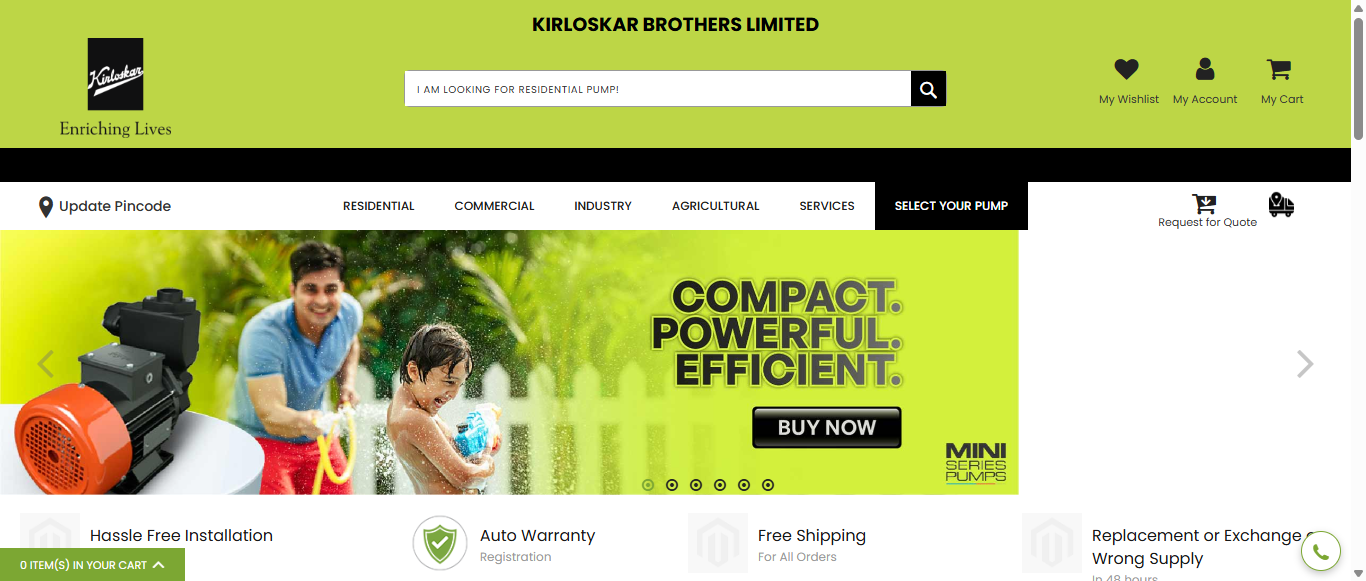 KIRLOSKAR BROTHERS LIMITED
Kirloskar
Enriching Lives
I AM LOOKING FOR RESIDENTIAL PUMP!
My Wishlist
My Account
My Cart
Update Pincode
RESIDENTIAL
COMMERCIAL
INDUSTRY
AGRICULTURAL
SERVICES
SELECT YOUR PUMP
Request for Quote
COMPACT.
POWERFUL.
EFFICIENT.
BUY NOW
MINI
SERIES
PUMPS
Hassle Free Installation
Auto Warranty
Registration
Free Shipping
For All Orders
Replacement or Exchange
Wrong Supply
In 48 hours
0 ITEM(S) IN YOUR CART